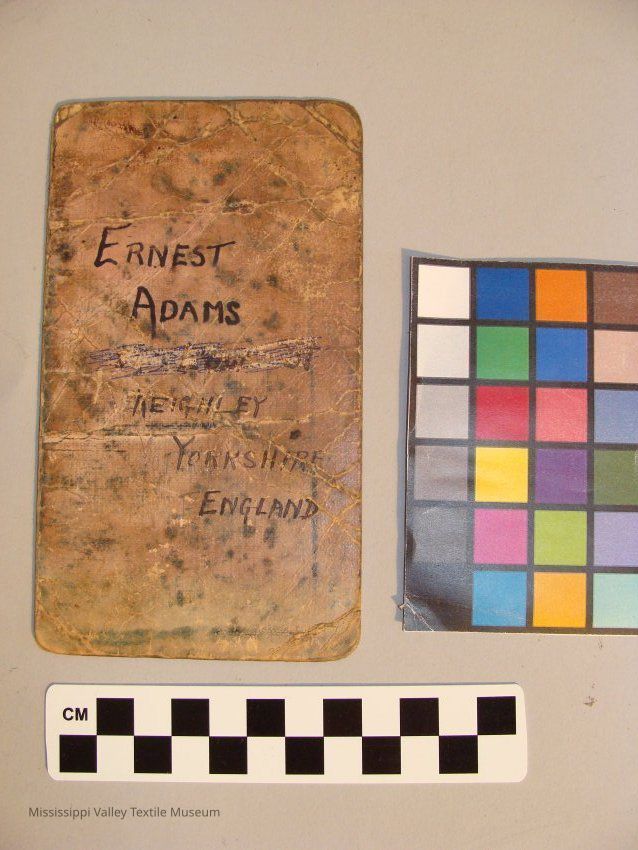 ERNEST
ADAMS
KEIGHLEY
YORKSHIRE
ENGLAND
CM
Mississippi Valley Textile Museum